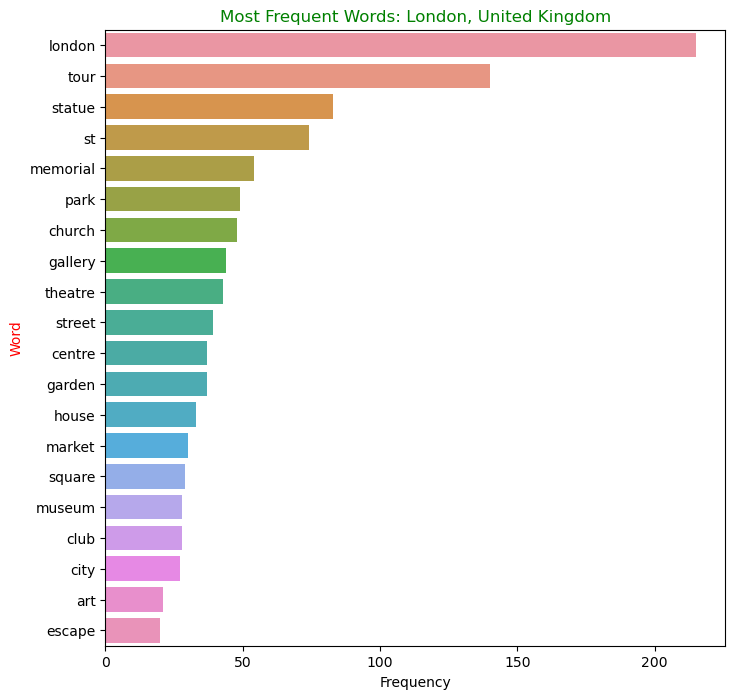 Most Frequent Words: London, United Kingdom
london
tour
statue
st
memorial
park
church
gallery
theatre
street
centre
garden
house
market
square
museum
club
city
art
escape
Word
0 50 100 150 200
Frequency